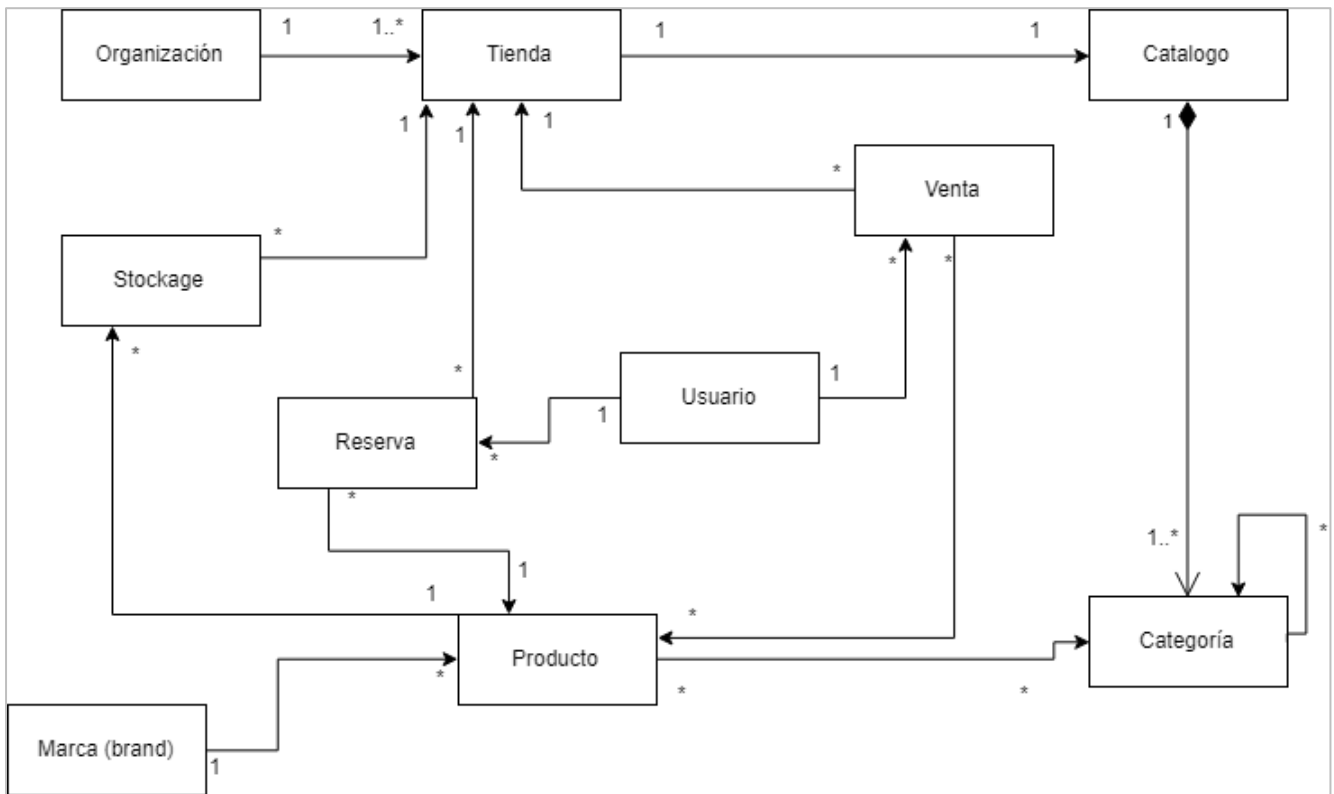 1
1..*
1
1
Organización
Tienda
Catalogo
1
1
1
1
*
Venta
*
*
*
Stockage
*
*
1
Usuario
1
Reserva
*
*
1..*
*
1
1
*
Categoría
Producto
*
*
*
Marca (brand)
1